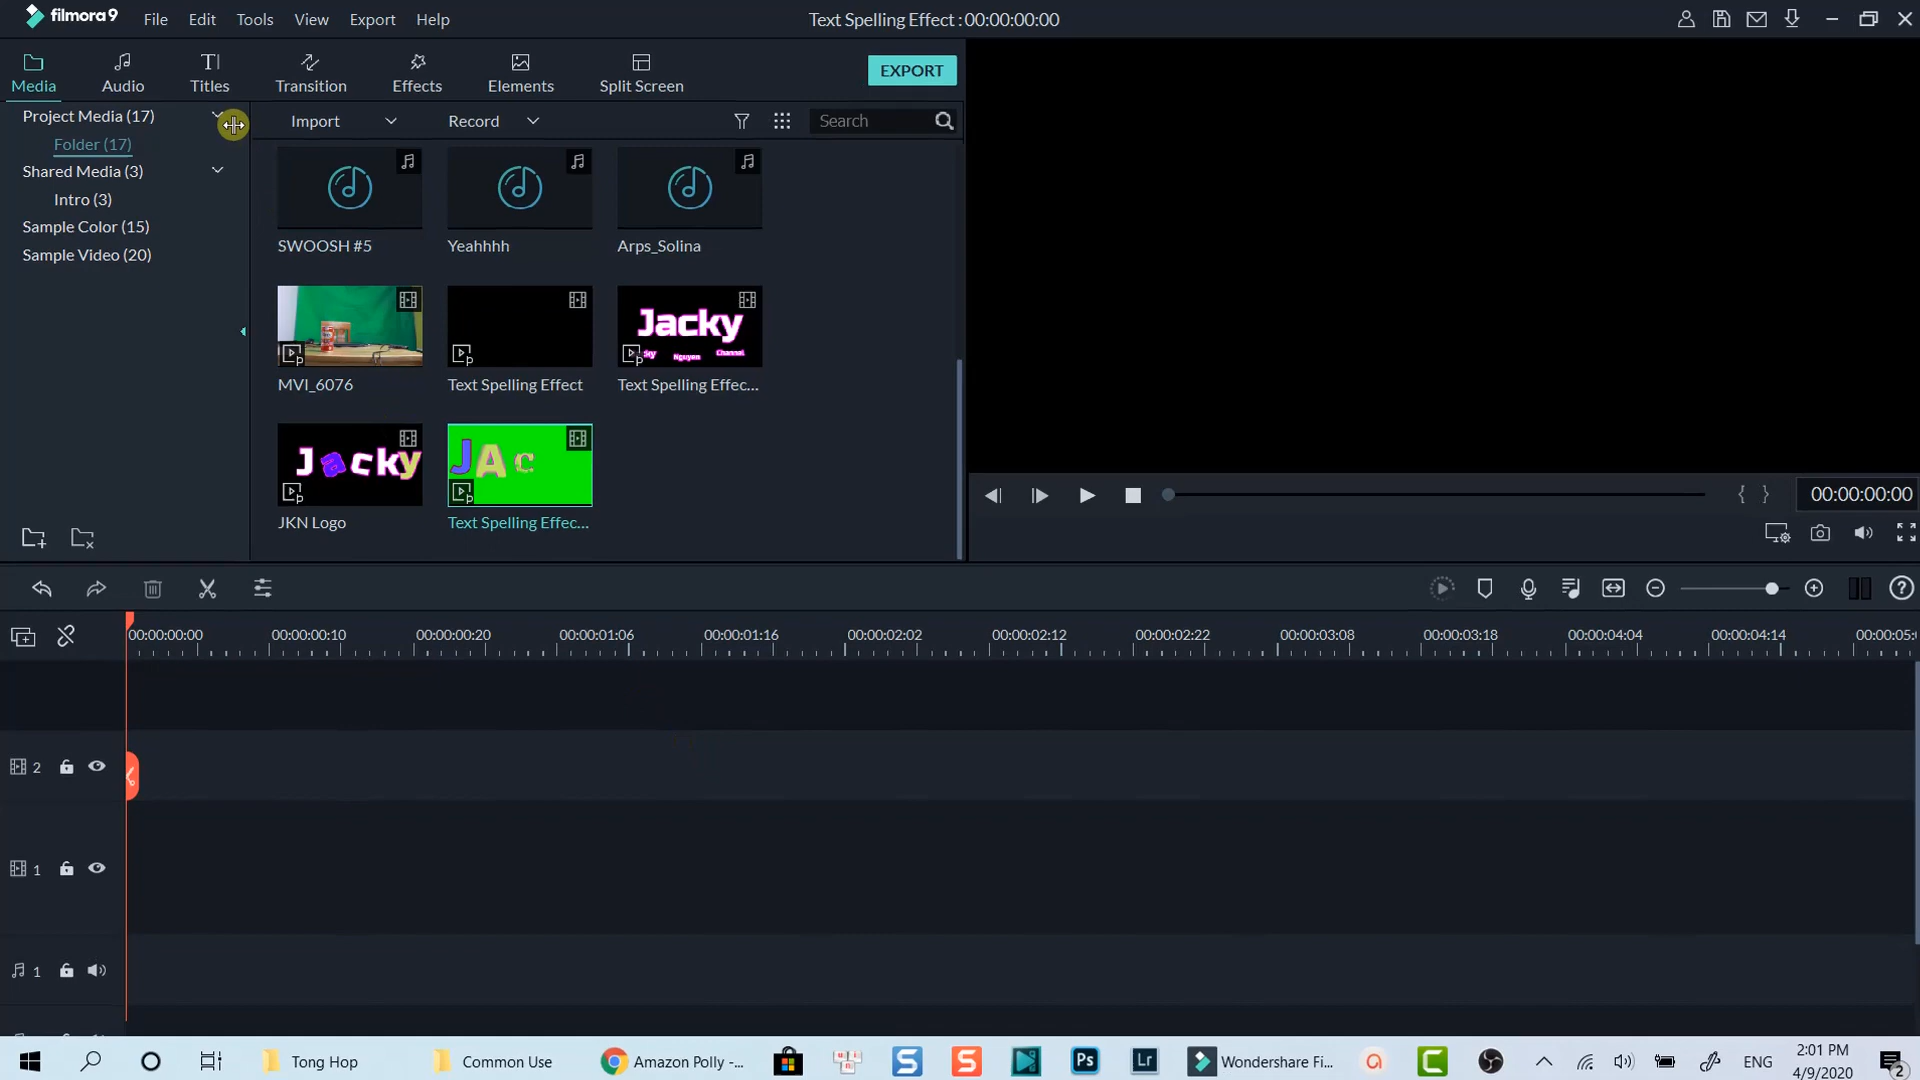 filmora9 File Edit Tools View Export Help Text Spelling Effect : 00:00:00:00
Media Audio Titles Transition Effects Elements Split Screen EXPORT
Project Media (17)
Folder (17)
Shared Media (3)
Intro (3)
Sample Color (15)
Sample Video (20)
Import Record Search
SWOOSH #5 Yeahhhh Arps_Solina
Jacky
Nguyen Channel
MVI_6076 Text Spelling Effect Text Spelling Effec...
Jacky JAC
JKN Logo Text Spelling Effec...
{ } 00:00:00:00
00:00:00:00 00:00:00:10 00:00:00:20 00:00:01:06 00:00:01:16 00:00:02:02 00:00:02:12 00:00:02:22 00:00:03:08 00:00:03:18 00:00:04:04 00:00:04:14 00:00:05:
2
1
1
Tong Hop Common Use Amazon Polly -... Ps Lr Wondershare Fi... ENG 2:01 PM
4/9/2020 2